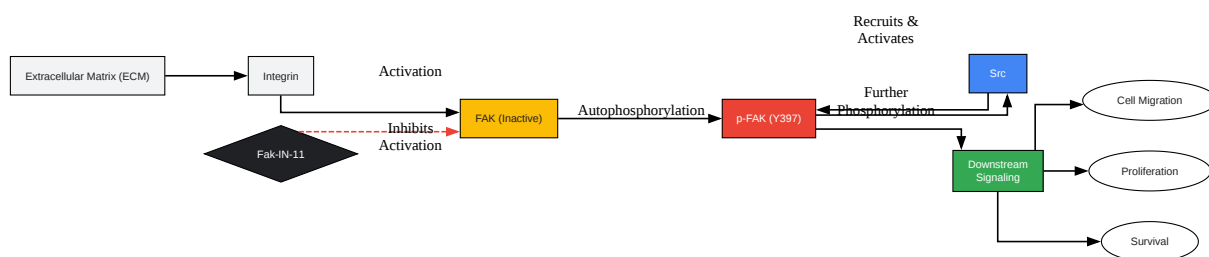 Recruits &
Activates
Extracellular Matrix (ECM)
Integrin
Activation
Src
Further
Phosphorylation
Cell Migration
FAK (Inactive)
Autophosphorylation
p-FAK (Y397)
Inhibits
Activation
Fak-IN-11
Downstream
Signaling
Proliferation
Survival